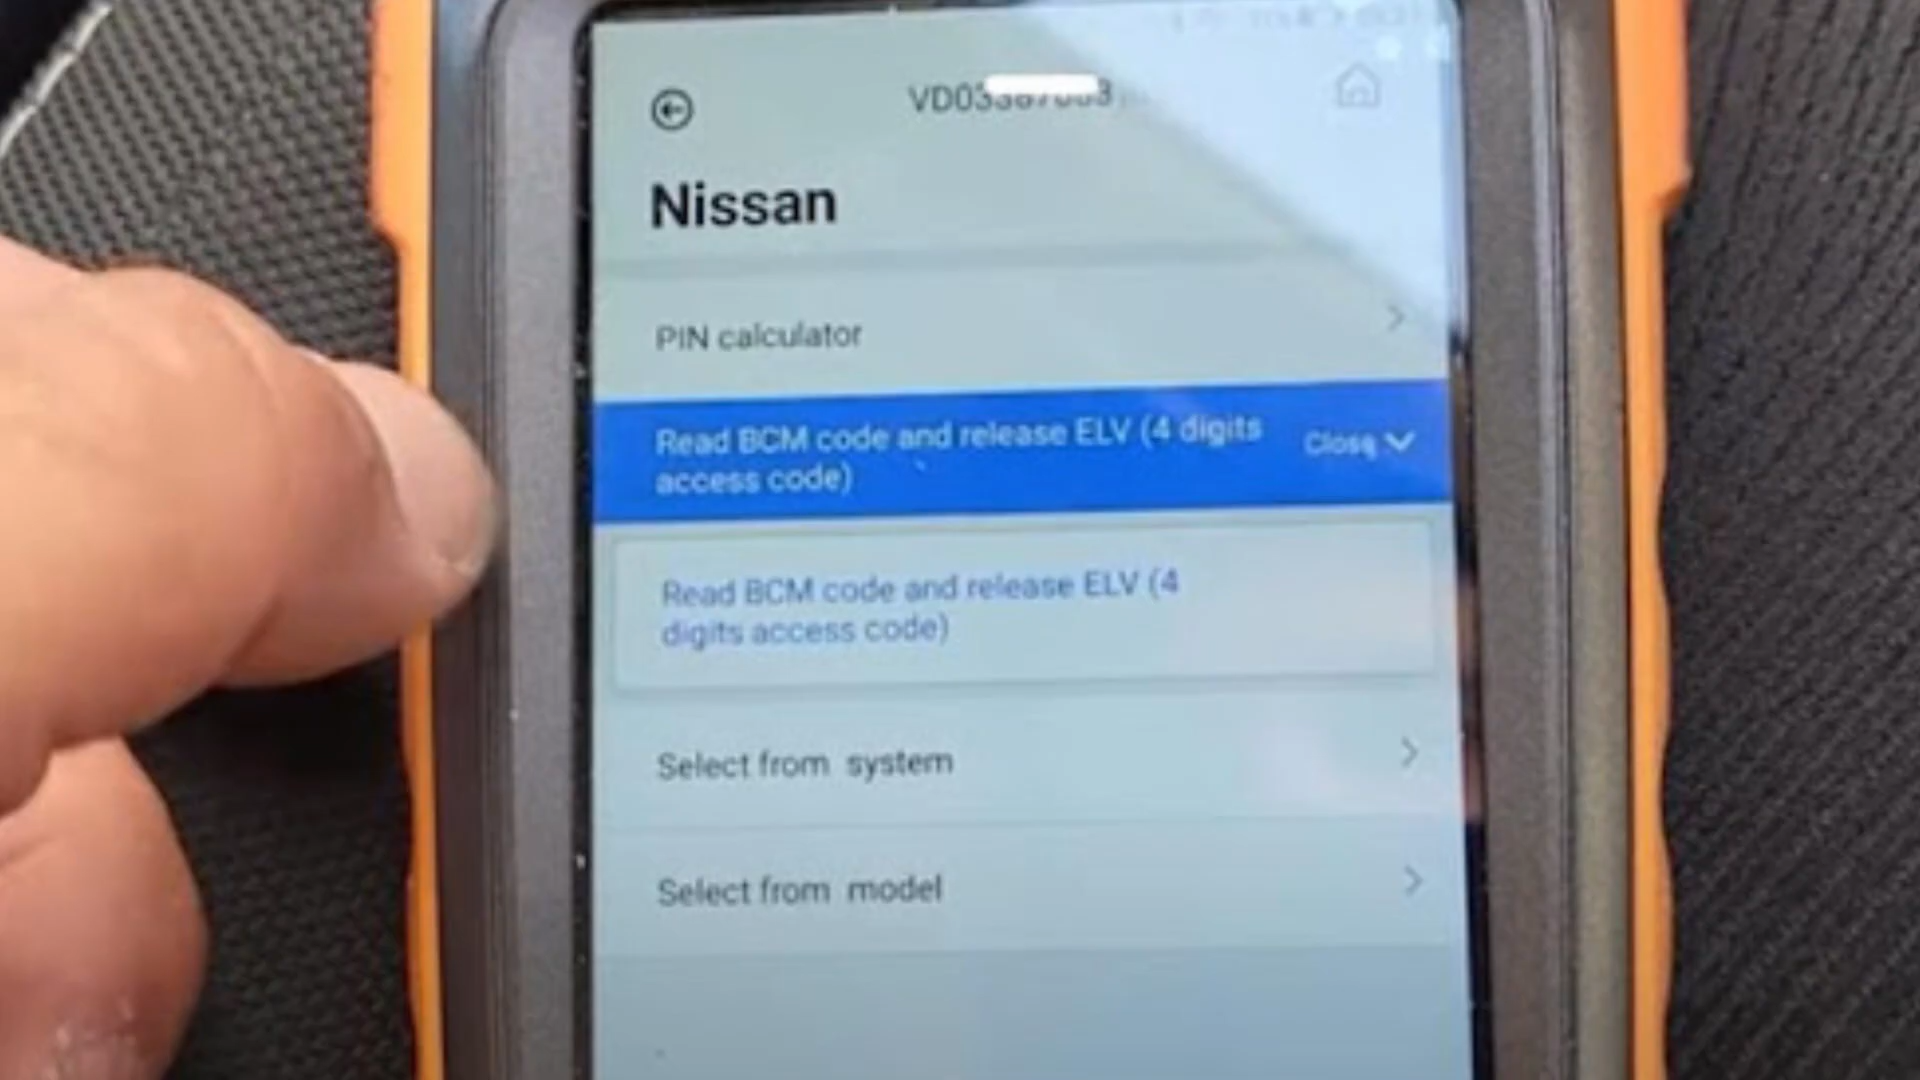 Nissan
PIN calculator
Read BCM code and release ELV (4 digits
access code)
Close
Read BCM code and release ELV (4
digits access code)
Select from system
Select from model